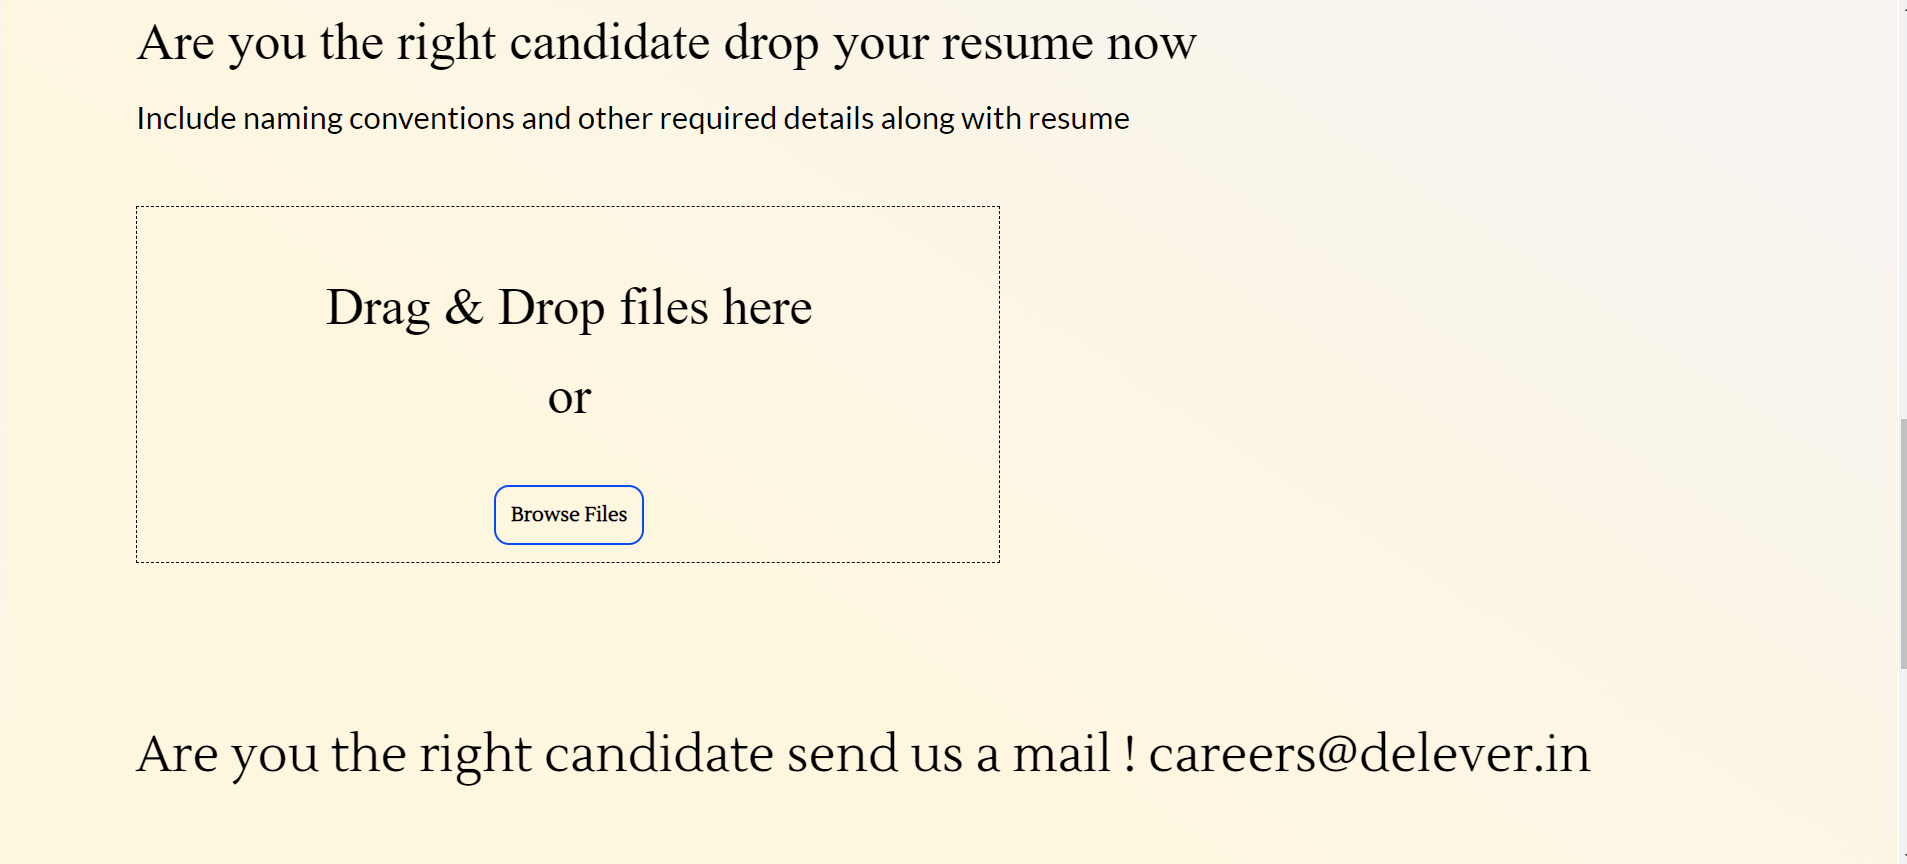 Are you the right candidate drop your resume now
Include naming conventions and other required details along with resume
Drag & Drop files here
or
Browse Files
Are you the right candidate send us a mail ! careers@delever.in